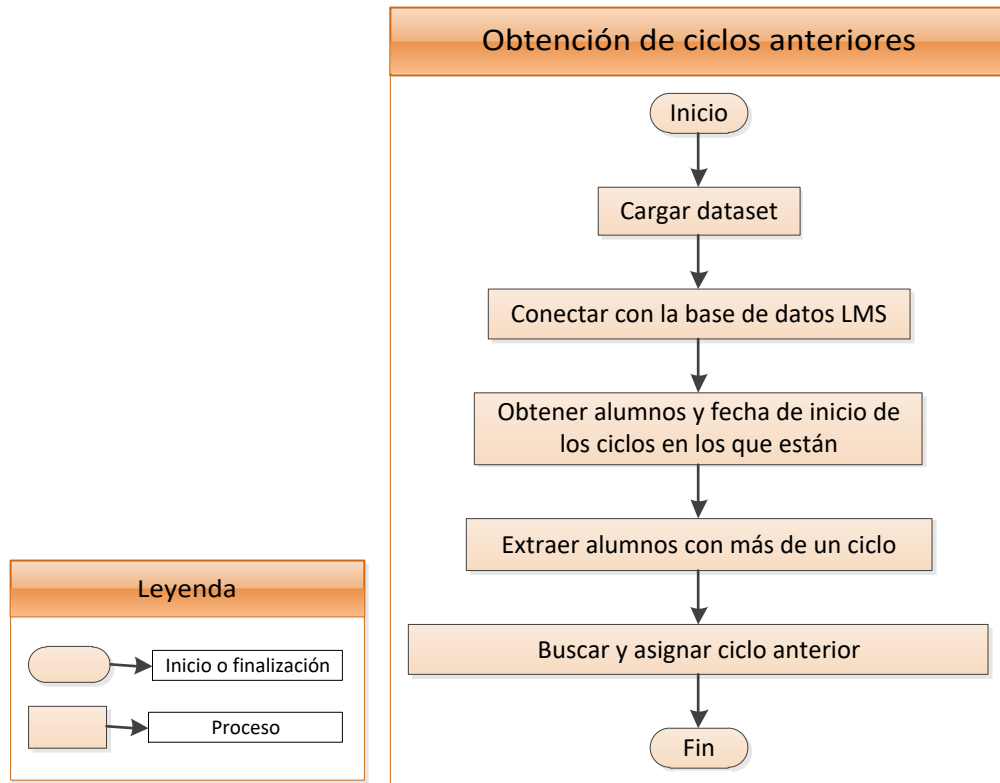 Obtención de ciclos anteriores
Inicio
Cargar dataset
Conectar con la base de datos LMS
Obtener alumnos y fecha de inicio de
los ciclos en los que están
Extraer alumnos con más de un ciclo
Buscar y asignar ciclo anterior
Fin
Leyenda
Inicio o finalización
Proceso